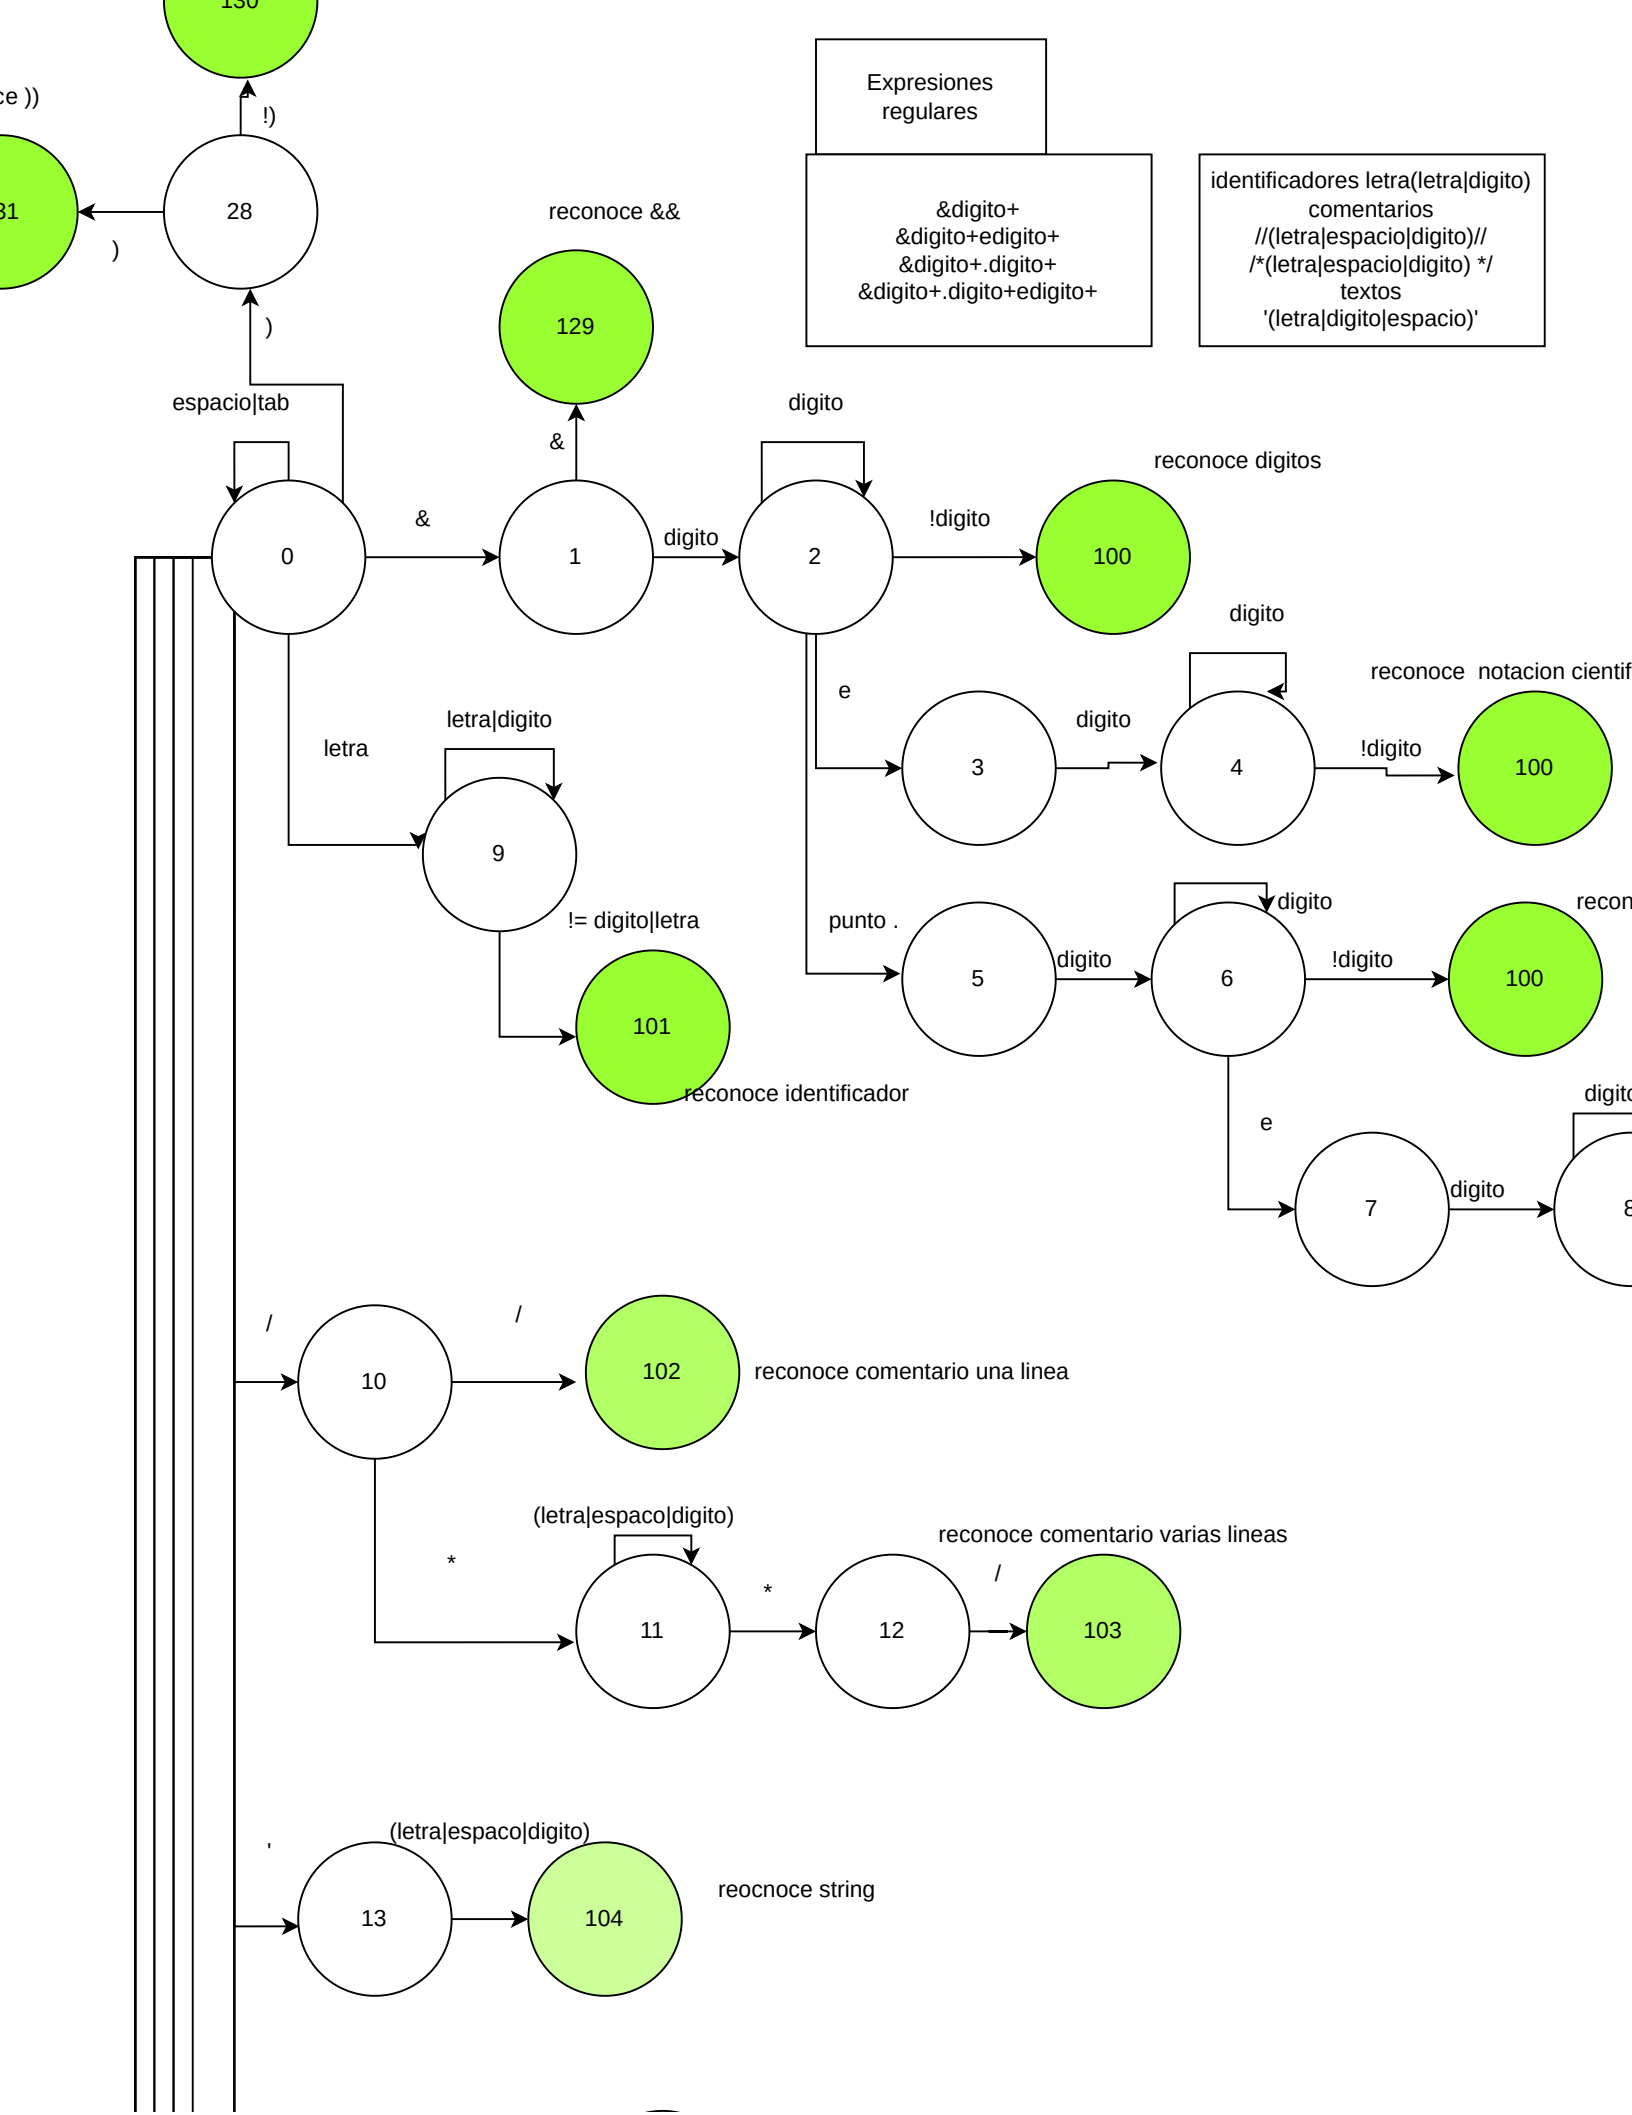 130
ce ))
!)
31
28
)
)
Expresiones
regulares
&digito+
&digito+edigito+
&digito+.digito+
&digito+.digito+edigito+
identificadores letra(letra|digito)
comentarios
//(letra|espacio|digito)//
/*(letra|espacio|digito) */
textos
'(letra|digito|espacio)'
reconoce &&
129
&
espacio|tab
digito
reconoce digitos
0
&
1
digito
2
!digito
100
digito
e
reconoce  notacion cientif
3
digito
4
!digito
100
letra
letra|digito
9
!= digito|letra
101
reconoce identificador
punto .
5
digito
6
digito
!digito
100
recon
e
7
digito
digito
8
/
10
/
102
reconoce comentario una linea
*
(letra|espaco|digito)
11
*
12
/
reconoce comentario varias lineas
103
'
13
(letra|espaco|digito)
104
reocnoce string